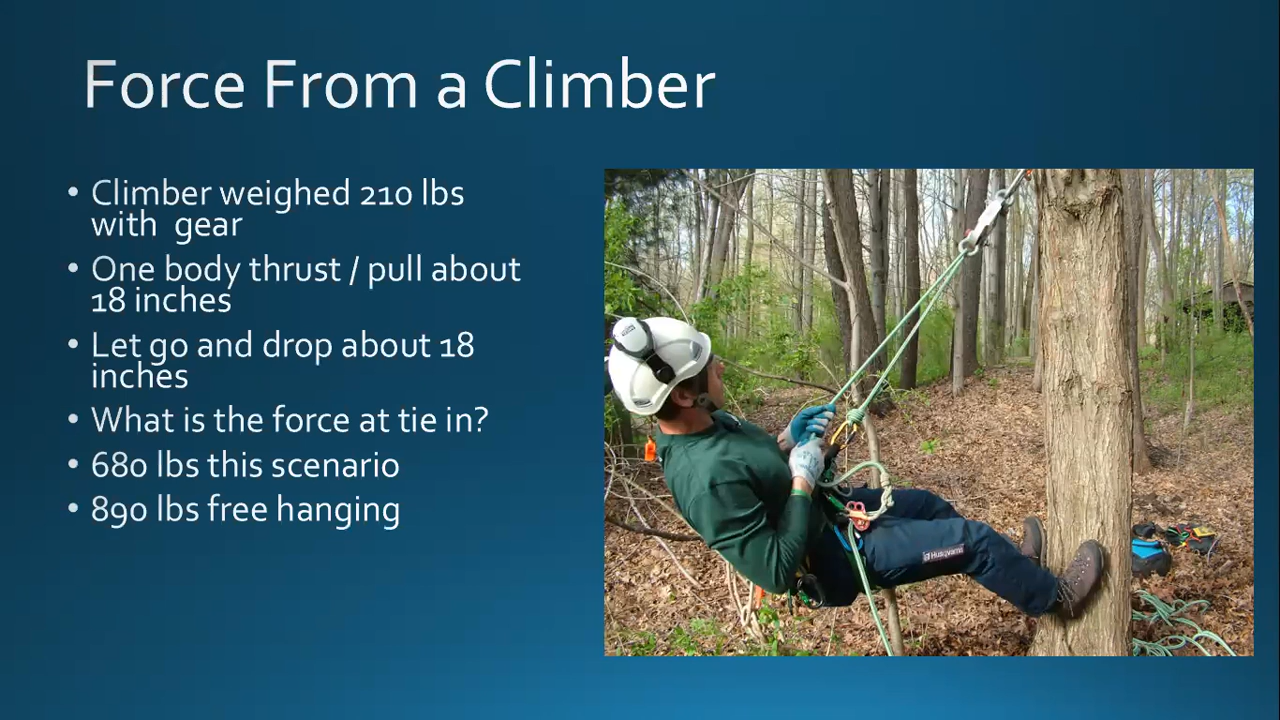 Force From a Climber
• Climber weighed 210 lbs
with  gear
• One body thrust / pull about
18 inches
• Let go and drop about 18
inches
• What is the force at tie in?
• 680 lbs this scenario
• 890 lbs free hanging
Husqvarna